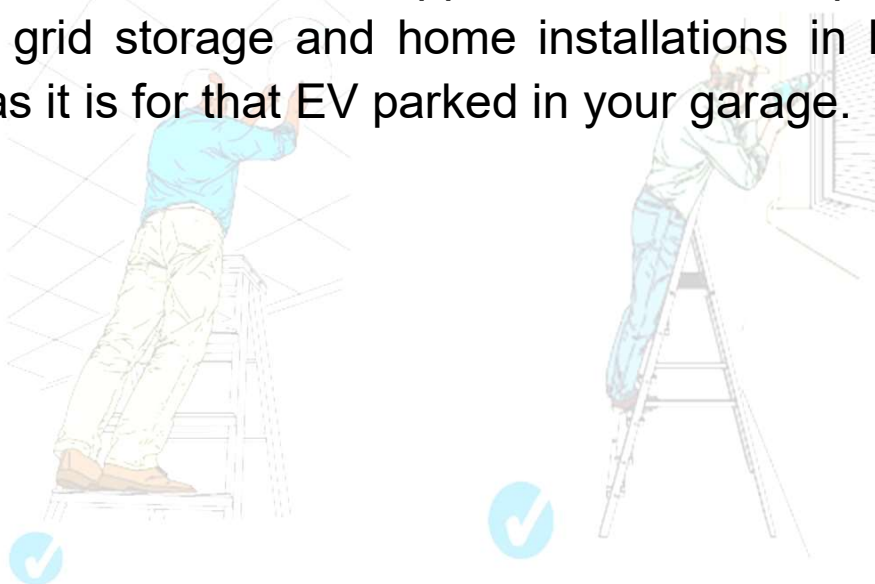 grid storage and home installations in
as it is for that EV parked in your garage.